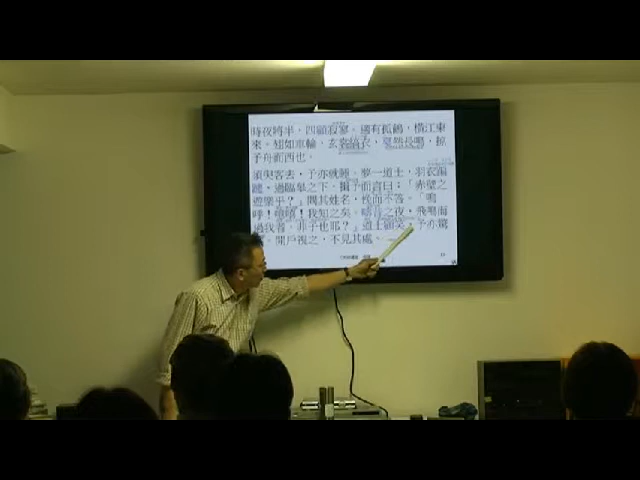 時夜將半,四顧寂寥。適有孤鶴,橫江東
來。翅如車輪,玄裳縞衣,戛然長鳴,掠
予舟而西也。
須臾客去,予亦就睡。夢一道士,羽衣蹁
躚,過臨皋之下,揖予而言曰:「赤壁之
遊樂乎?」問其姓名,俛而不答。「嗚
呼!噫嘻!我知之矣。疇昔之夜,飛鳴而
過我者,非子也耶?」道士顧笑,予亦驚
開戶視之,不見其處。